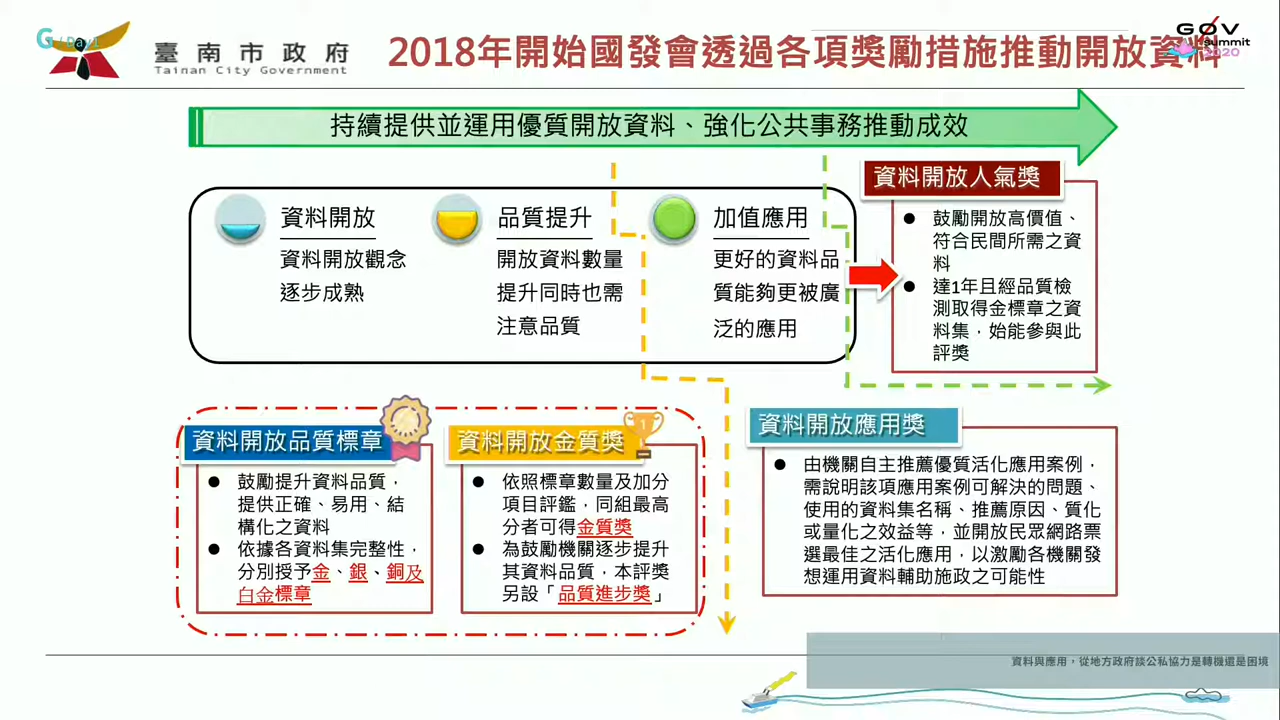 臺南市政府
Tainan City Government
2018年開始國發會透過各項獎勵措施推動開放資料
GOV
Summit
2020
持續提供並運用優質開放資料、強化公共事務推動成效
資料開放
資料開放觀念
逐步成熟
品質提升
開放資料數量
提升同時也需
注意品質
加值應用
更好的資料品
質能夠更被廣
泛的應用
資料開放人氣獎
● 鼓勵開放高價值、
符合民間所需之資
料
● 達1年且經品質檢
測取得金標章之資
料集，始能參與此
評獎
資料開放品質標章
● 鼓勵提升資料品質，
提供正確、易用、結
構化之資料
● 依據各資料集完整性，
分別授予金、銀、銅及
白金標章
資料開放金质獎
1
● 依照標章數量及加分
項目評鑑，同組最高
分者可得金質獎
● 為鼓勵機關逐步提升
其資料品質，本評獎
另設「品質進步獎」
資料開放應用獎
● 由機關自主推薦優質活化應用案例，
需說明該項應用案例可解決的問題、
使用的資料集名稱、推薦原因、質化
或量化之效益等，並開放民眾網路票
選最佳之活化應用，以激勵各機關發
想運用資料輔助施政之可能性
資料與應用，從地方政府談公私協力是轉機還是困境